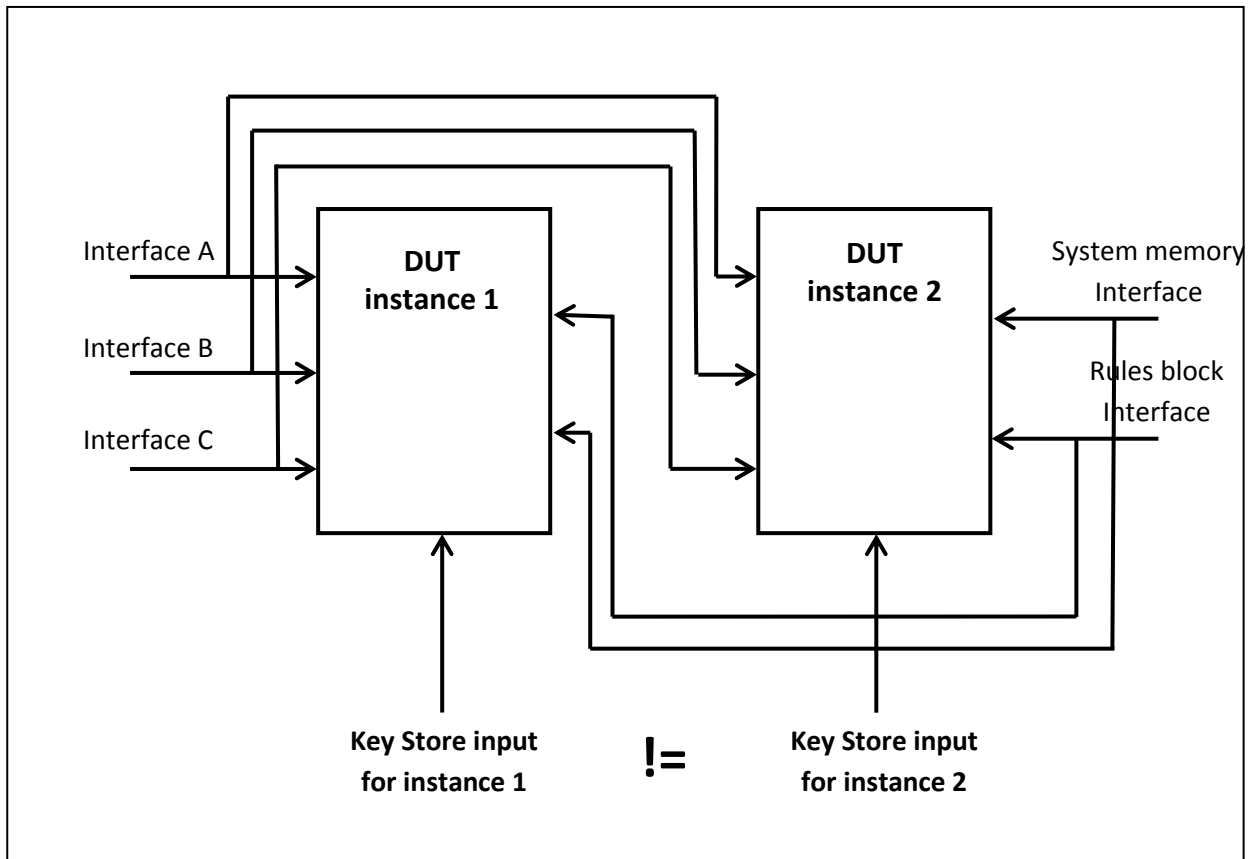 Interface A
Interface B
Interface C
DUT
instance 1
DUT
instance 2
System memory
Interface
Rules block
Interface
Key Store input
for instance 1
!=
Key Store input
for instance 2